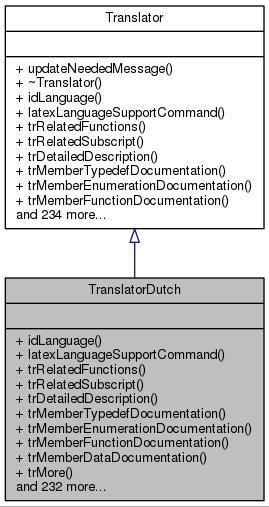 Translator
+ updateNeededMessage()
+ ~Translator()
+ idLanguage()
+ latexLanguageSupportCommand()
+ trRelatedFunctions()
+ trRelatedSubscript()
+ trDetailedDescription()
+ trMemberTypedefDocumentation()
+ trMemberEnumerationDocumentation()
+ trMemberFunctionDocumentation()
and 234 more...
TranslatorDutch
+ idLanguage()
+ latexLanguageSupportCommand()
+ trRelatedFunctions()
+ trRelatedSubscript()
+ trDetailedDescription()
+ trMemberTypedefDocumentation()
+ trMemberEnumerationDocumentation()
+ trMemberFunctionDocumentation()
+ trMemberDataDocumentation()
+ trMore()
and 232 more...